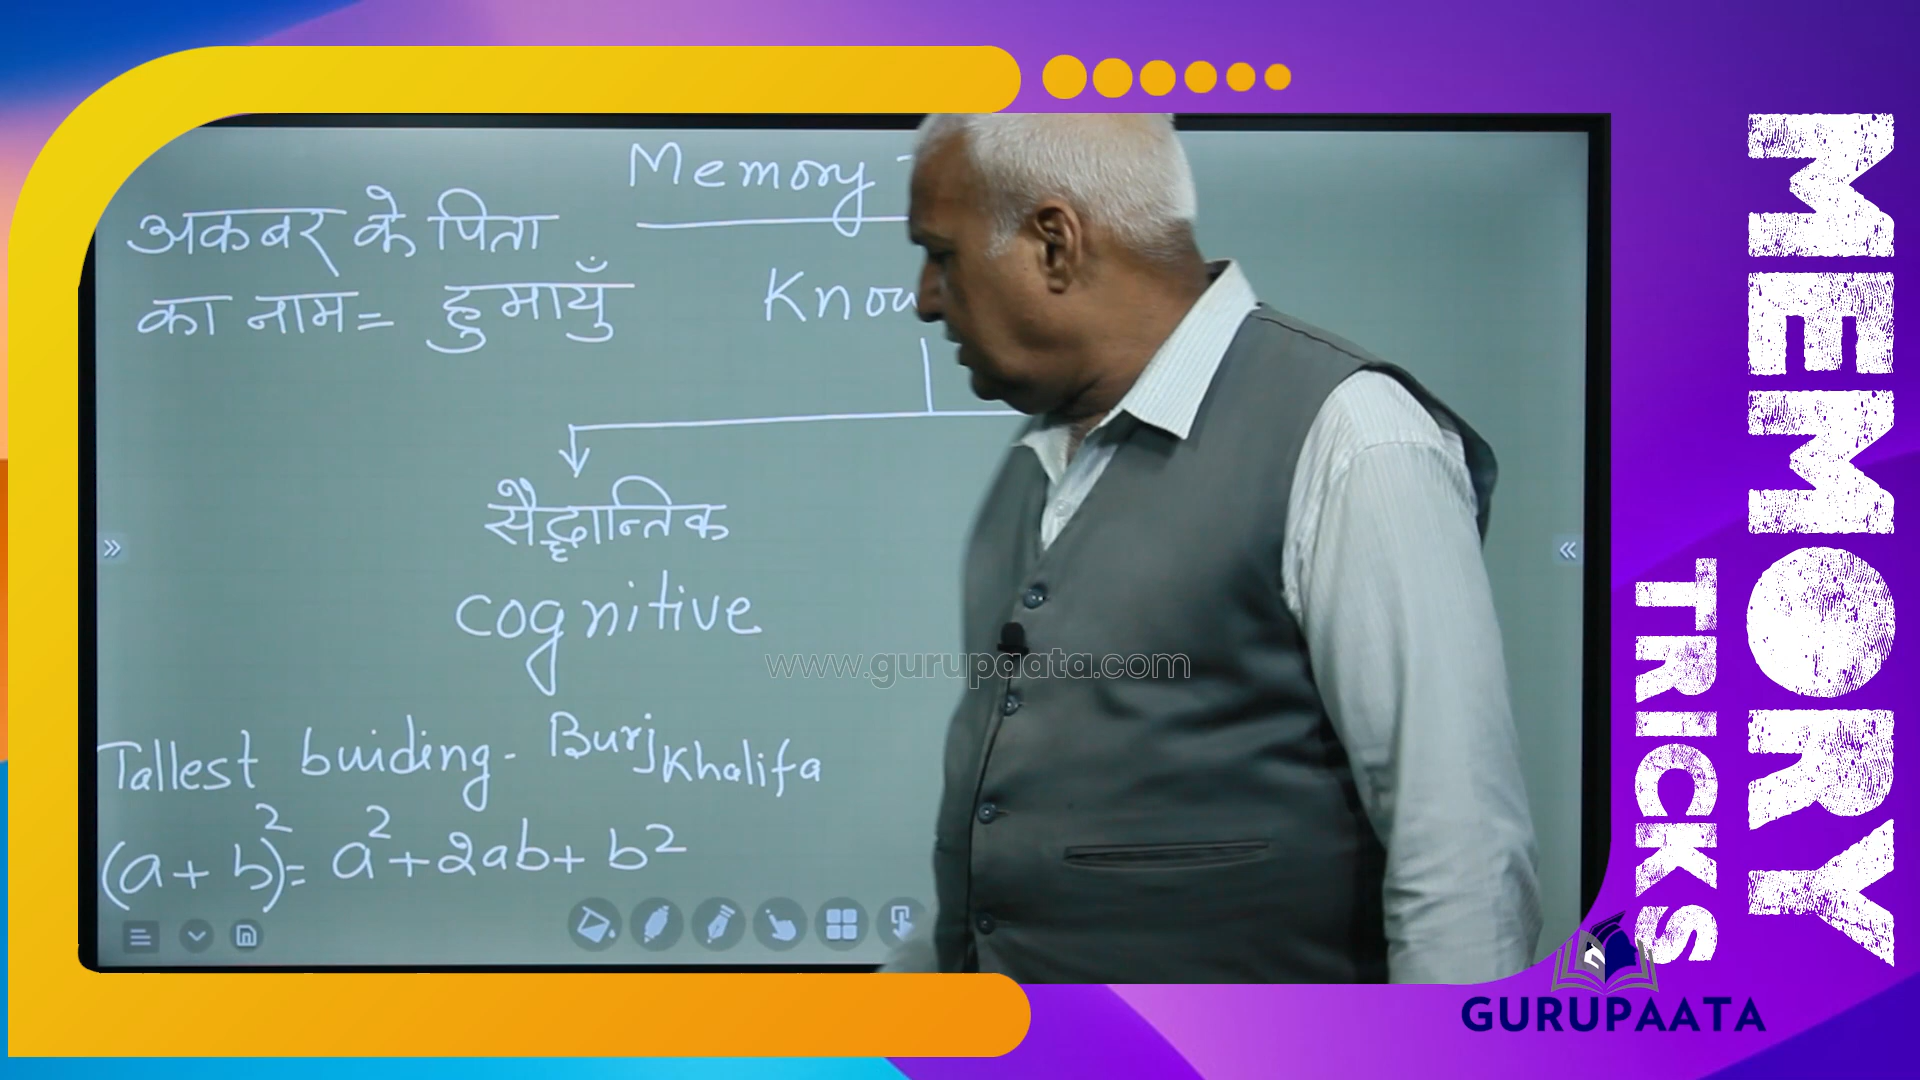 Memory
अकबर के पिता
का नाम = हुमायुँ
सैद्धान्तिक
cognitive
www.gurupaata.com
Tallest buiding - Burj Khalifa
(a + b)² = a² + 2ab + b²
MEMORY
TRICKS
GURUPAATA